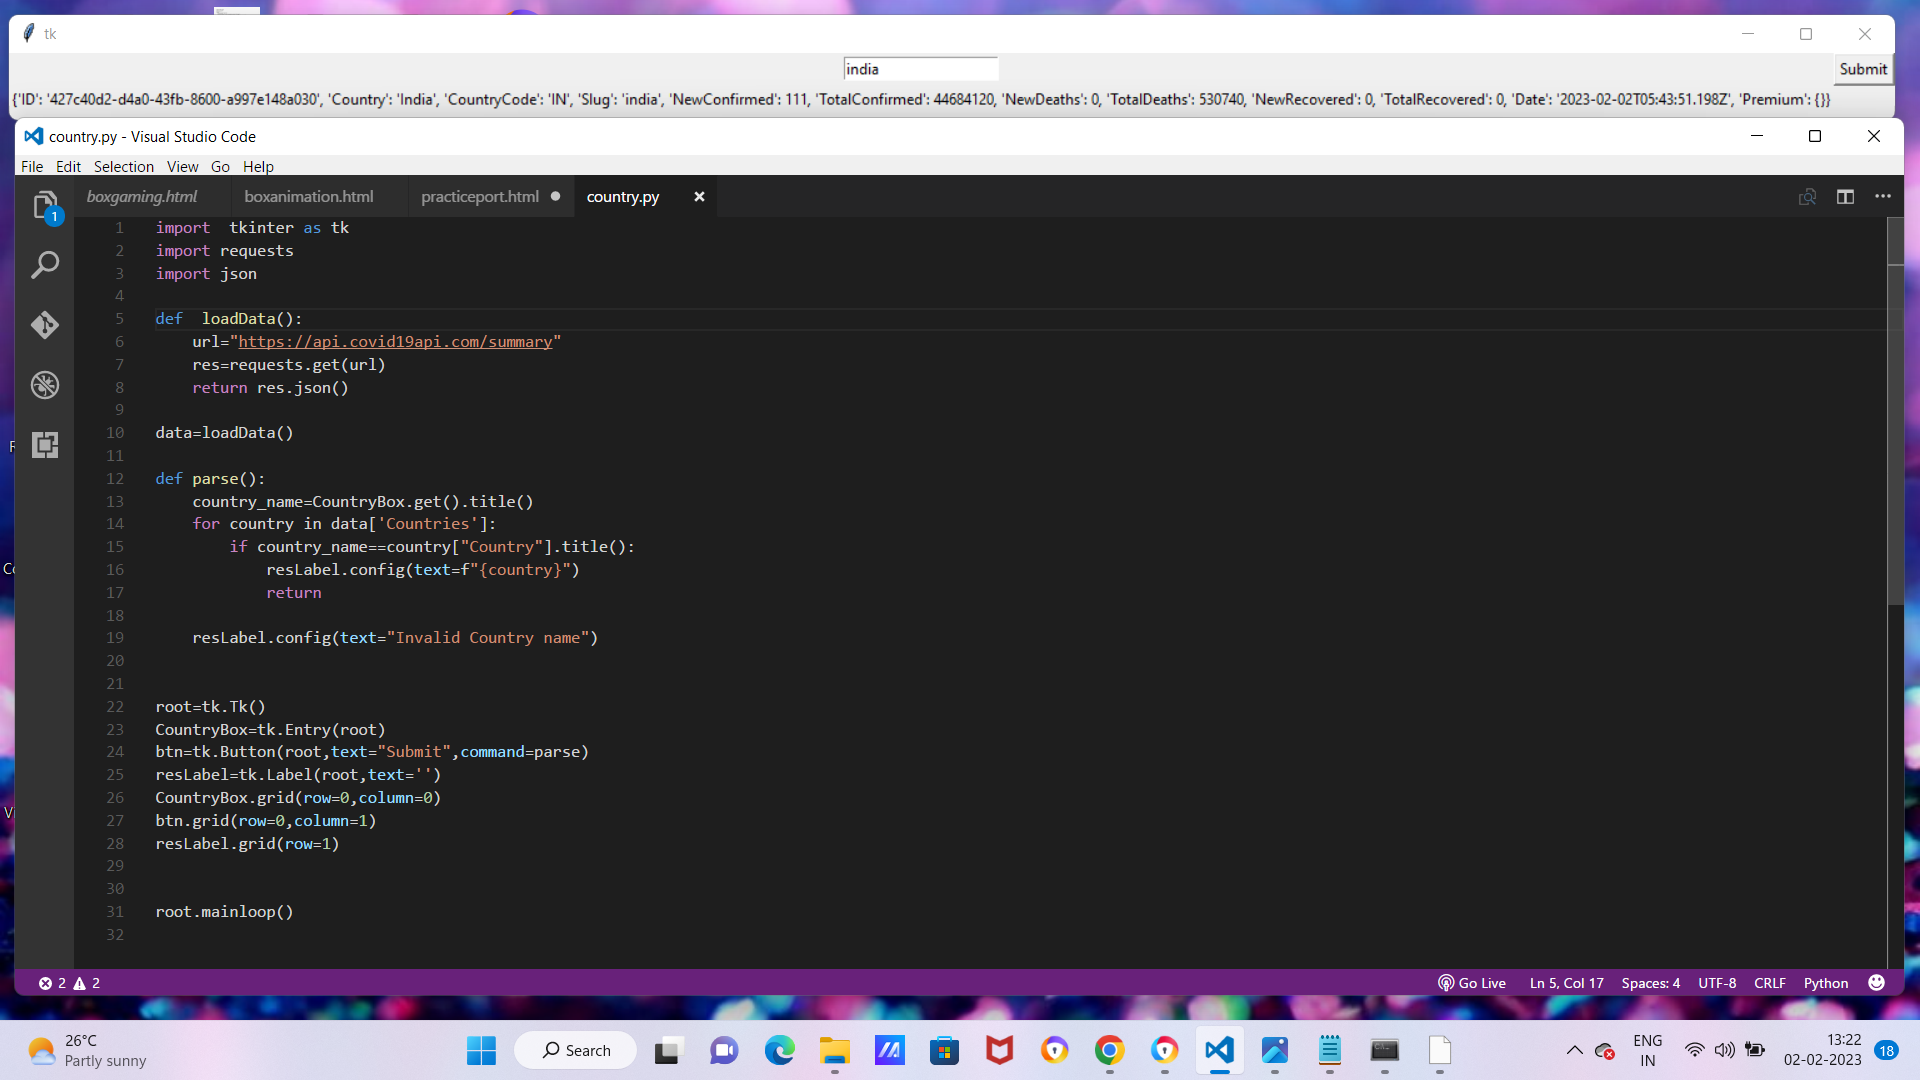 tk
india
Submit
{'ID': '427c40d2-d4a0-43fb-8600-a997e148a030', 'Country': 'India', 'CountryCode': 'IN', 'Slug': 'india', 'NewConfirmed': 111, 'TotalConfirmed': 44684120, 'NewDeaths': 0, 'TotalDeaths': 530740, 'NewRecovered': 0, 'TotalRecovered': 0, 'Date': '2023-02-02T05:43:51.198Z', 'Premium': {}}
country.py - Visual Studio Code
File Edit Selection View Go Help
1
boxgaming.html boxanimation.html practiceport.html country.py
1 import  tkinter as tk
2 import requests
3 import json
4
5 def  loadData():
6     url="https://api.covid19api.com/summary"
7     res=requests.get(url)
8     return res.json()
9
10 data=loadData()
11
12 def parse():
13     country_name=CountryBox.get().title()
14     for country in data['Countries']:
15         if country_name==country["Country"].title():
16             resLabel.config(text=f"{country}")
17             return
18
19     resLabel.config(text="Invalid Country name")
20
21
22 root=tk.Tk()
23 CountryBox=tk.Entry(root)
24 btn=tk.Button(root,text="Submit",command=parse)
25 resLabel=tk.Label(root,text='')
26 CountryBox.grid(row=0,column=0)
27 btn.grid(row=0,column=1)
28 resLabel.grid(row=1)
29
30
31 root.mainloop()
32
2 2 Go Live Ln 5, Col 17 Spaces: 4 UTF-8 CRLF Python
26°C
Partly sunny
Search
ENG
IN
13:22
02-02-2023
18